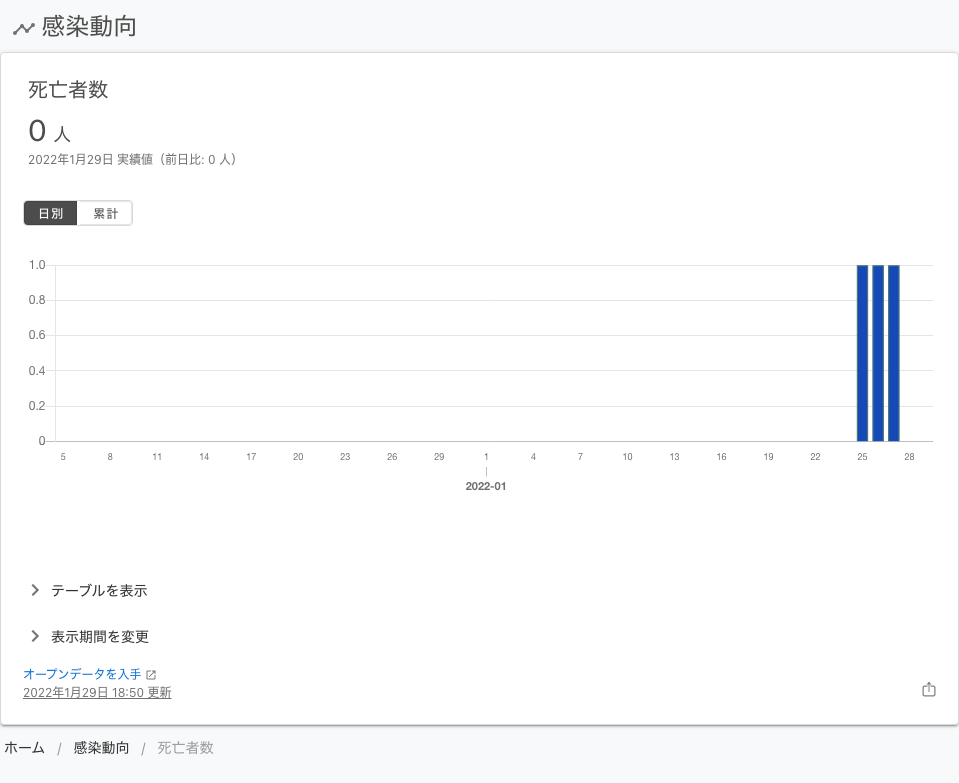 感染動向
死亡者数
0 人
2022年1月29日 実績値（前日比: 0 人）
日別 累計
1.0
0.8
0.6
0.4
0.2
0
5 8 11 14 17 20 23 26 29 1 4 7 10 13 16 19 22 25 28
2022-01
テーブルを表示
表示期間を変更
オープンデータを入手
2022年1月29日 18:50 更新
ホーム / 感染動向 / 死亡者数